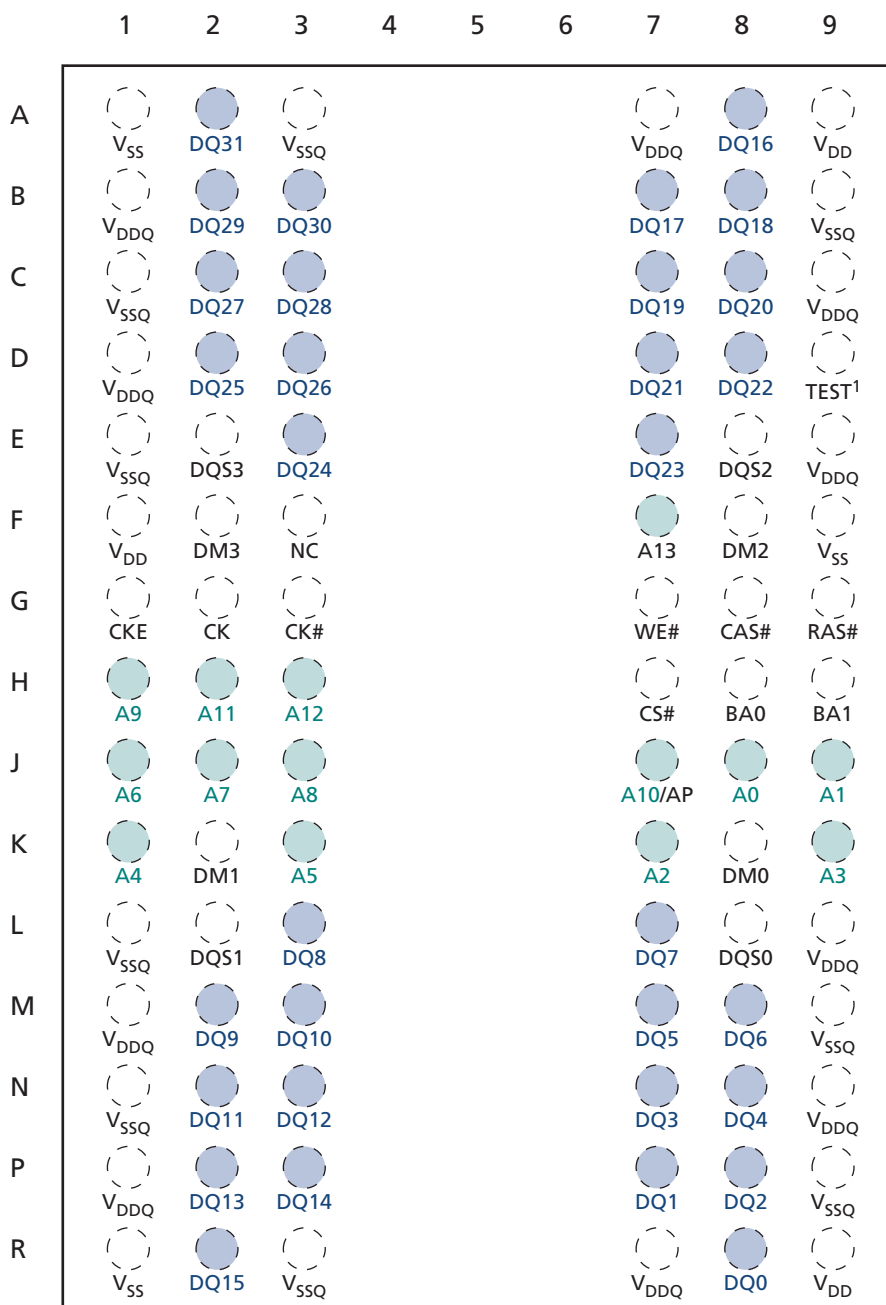 1 2 3 4 5 6 7 8 9
A
VSS DQ31 VSSQ VDDQ DQ16 VDD
B
VDDQ DQ29 DQ30 DQ17 DQ18 VSSQ
C
VSSQ DQ27 DQ28 DQ19 DQ20 VDDQ
D
VDDQ DQ25 DQ26 DQ21 DQ22 TEST1
E
VSSQ DQS3 DQ24 DQ23 DQS2 VDDQ
F
VDD DM3 NC A13 DM2 VSS
G
CKE CK CK# WE# CAS# RAS#
H
A9 A11 A12 CS# BA0 BA1
J
A6 A7 A8 A10/AP A0 A1
K
A4 DM1 A5 A2 DM0 A3
L
VSSQ DQS1 DQ8 DQ7 DQS0 VDDQ
M
VDDQ DQ9 DQ10 DQ5 DQ6 VSSQ
N
VSSQ DQ11 DQ12 DQ3 DQ4 VDDQ
P
VDDQ DQ13 DQ14 DQ1 DQ2 VSSQ
R
VSS DQ15 VSSQ VDDQ DQ0 VDD